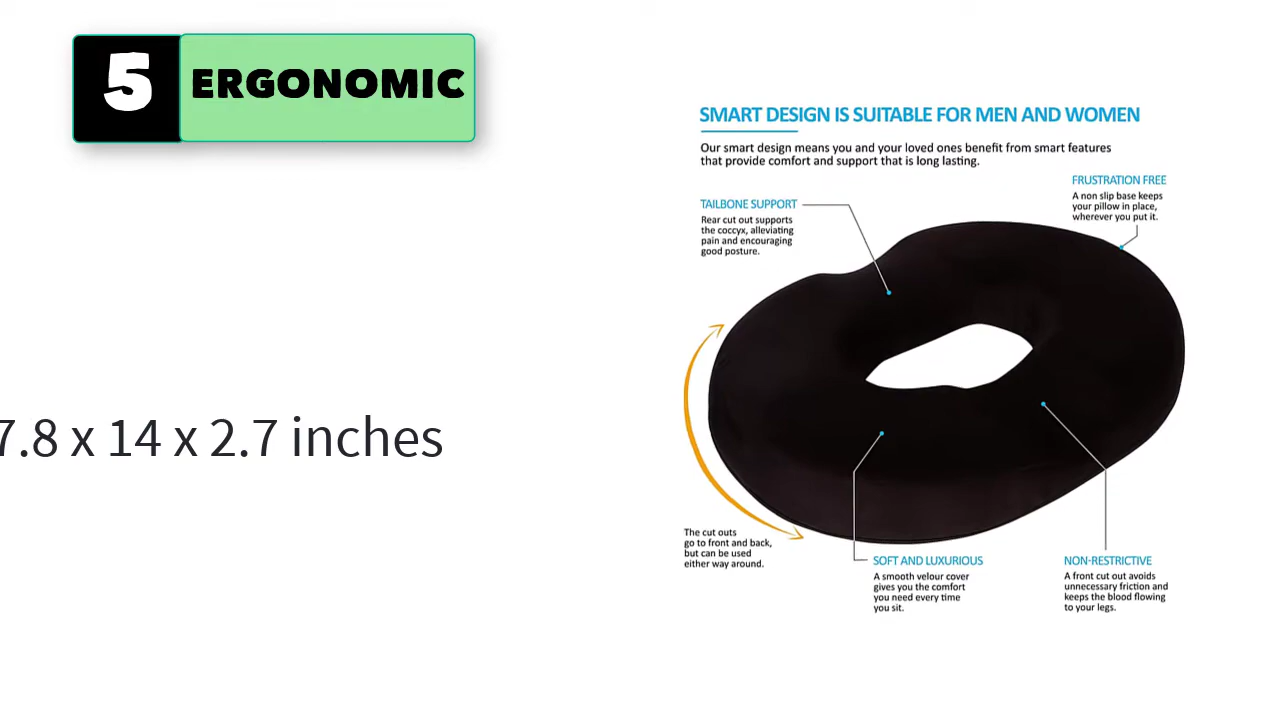 5 ERGONOMIC
SMART DESIGN IS SUITABLE FOR MEN AND WOMEN
Our smart design means you and your loved ones benefit from smart features
that provide comfort and support that is long lasting.
FRUSTRATION FREE
A non slip base keeps
your pillow in place,
wherever you put it.
TAILBONE SUPPORT
Rear cut out supports
the coccyx, alleviating
pain and encouraging
good posture.
7.8 x 14 x 2.7 inches
The cut outs
go to front and back,
but can be used
either way around.
SOFT AND LUXURIOUS
A smooth velour cover
gives you the comfort
you need every time
you sit.
NON-RESTRICTIVE
A front cut out avoids
unnecessary friction and
keeps the blood flowing
to your legs.